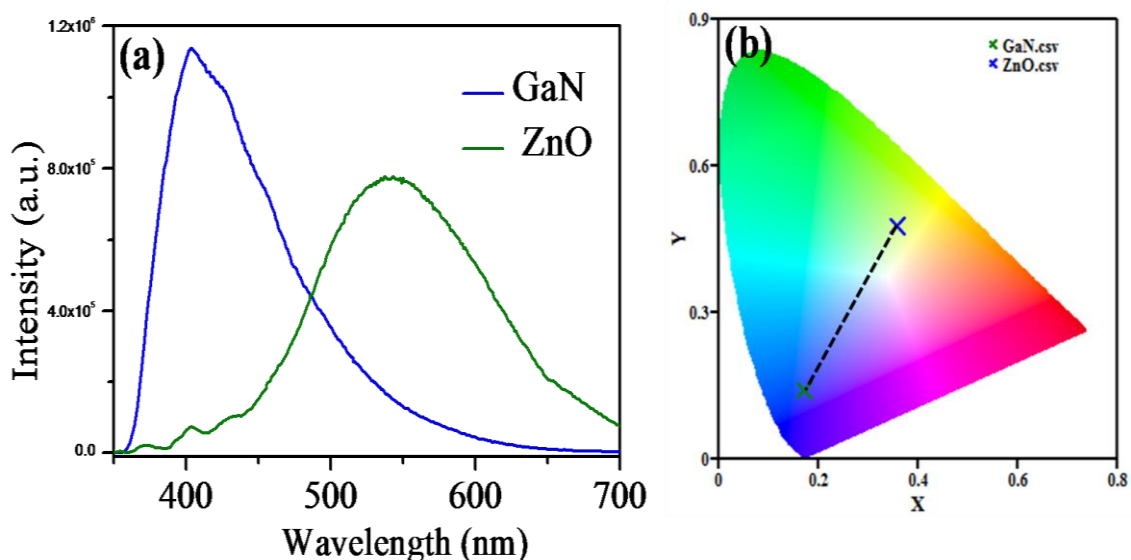 (a)
GaN
ZnO
1.2x10⁶
8.0x10⁵
4.0x10⁵
0.0
Intensity (a.u.)
400 500 600 700
Wavelength (nm)
(b)
GaN.csv
ZnO.csv
0.9
0.6
0.3
0
Y
0 0.2 0.4 0.6 0.8
X